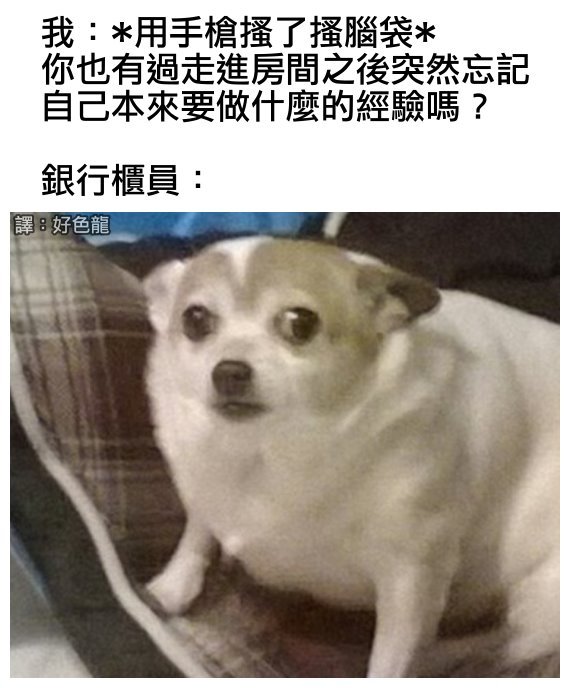 我：*用手槍搔了搔腦袋*
你也有過走進房間之後突然忘記
自己本來要做什麼的經驗嗎？
銀行櫃員：
譯：好色龍